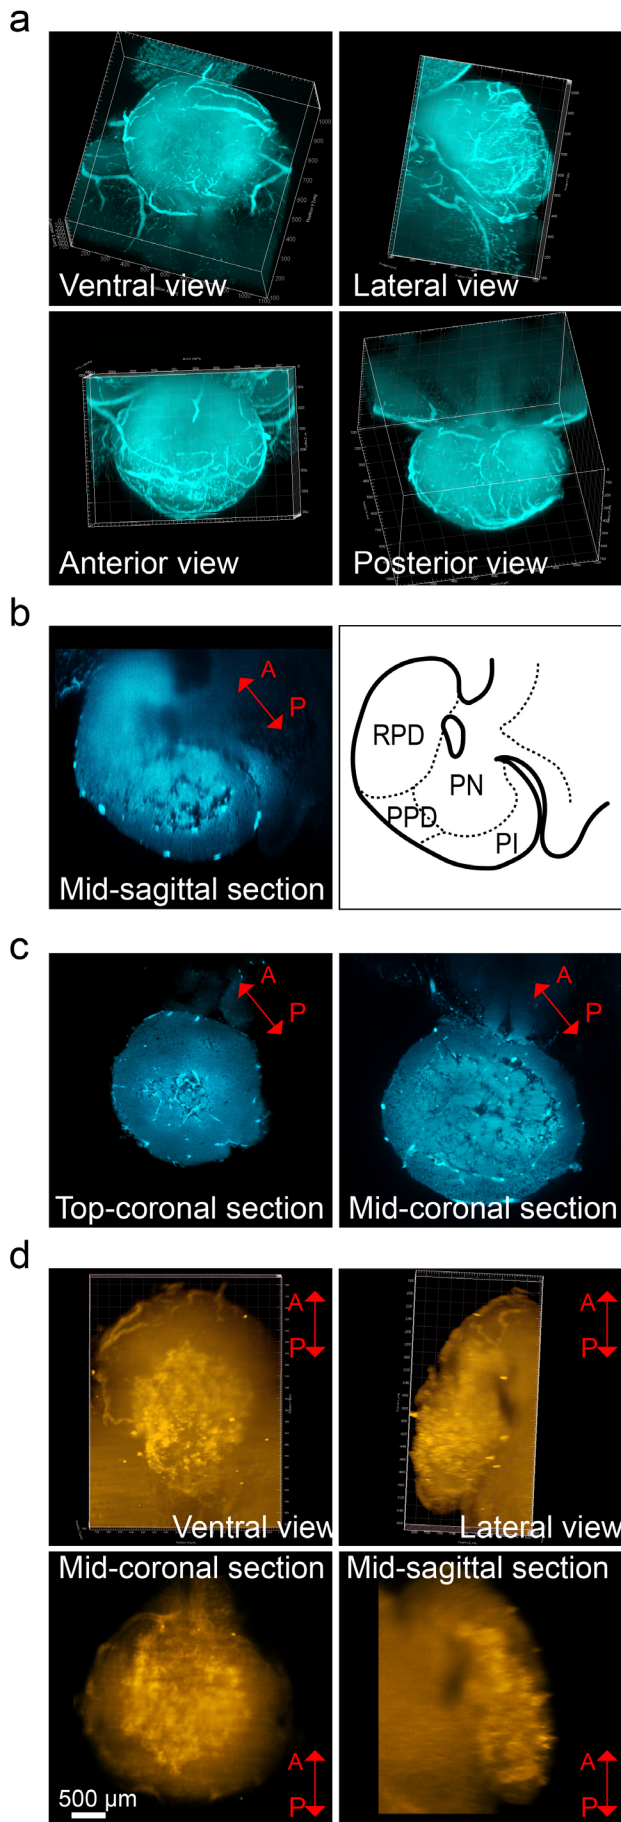 a
Ventral view
Lateral view
Anterior view
Posterior view
b
A
P
Mid-sagittal section
RPD
PN
PPD
PI
c
A
P
Top-coronal section
A
P
Mid-coronal section
d
A
P
Ventral view
A
P
Lateral view
Mid-coronal section
A
P
500 µm
Mid-sagittal section
A
P